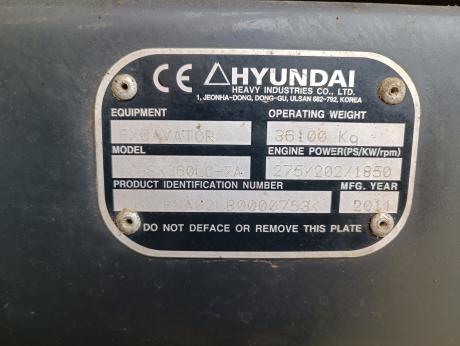 CE HYUNDAI
HEAVY INDUSTRIES CO., LTD.
1, JEONHA-DONG, DONG-GU, ULSAN 682-792, KOREA
EQUIPMENT OPERATING WEIGHT
EXCAVATOR 36100 Kg
MODEL ENGINE POWER(PS/KW/rpm)
360LC-7A 275/202/1850
PRODUCT IDENTIFICATION NUMBER MFG. YEAR
2011
DO NOT DEFACE OR REMOVE THIS PLATE